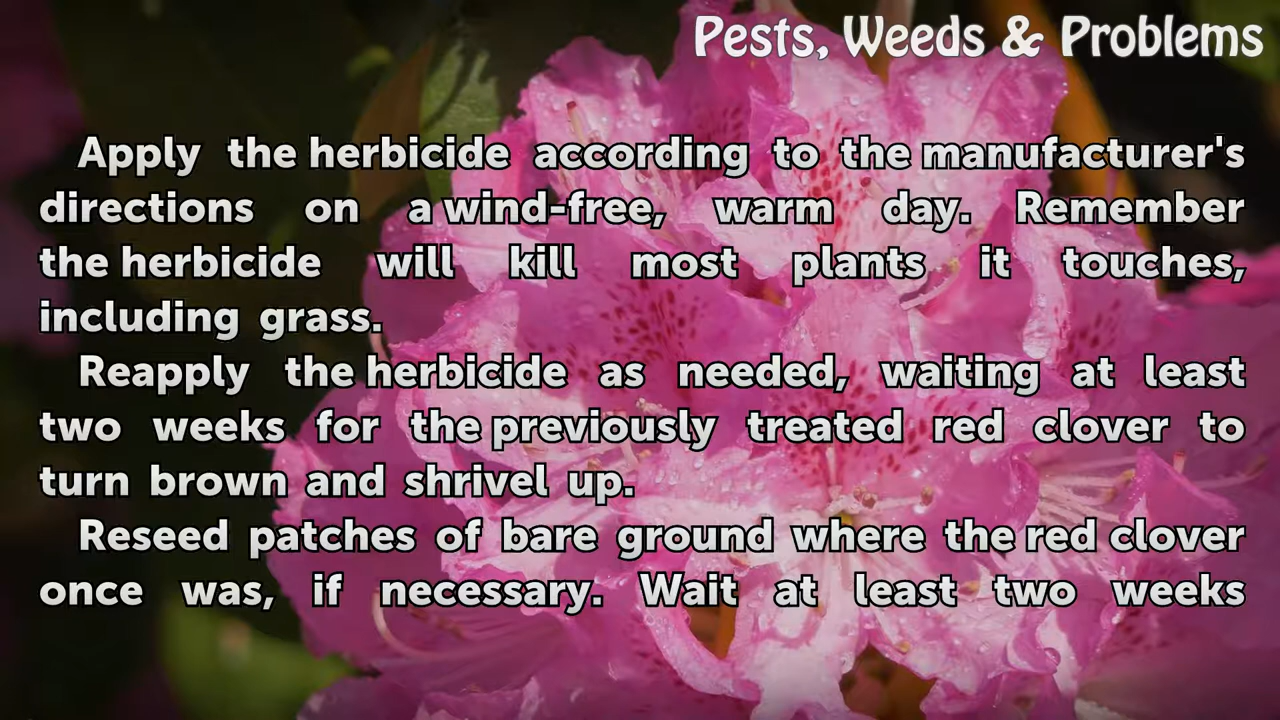 Pests, Weeds & Problems
Apply the herbicide according to the manufacturer's
directions on a wind-free, warm day. Remember
the herbicide will kill most plants it touches,
including grass.
Reapply the herbicide as needed, waiting at least
two weeks for the previously treated red clover to
turn brown and shrivel up.
Reseed patches of bare ground where the red clover
once was, if necessary. Wait at least two weeks